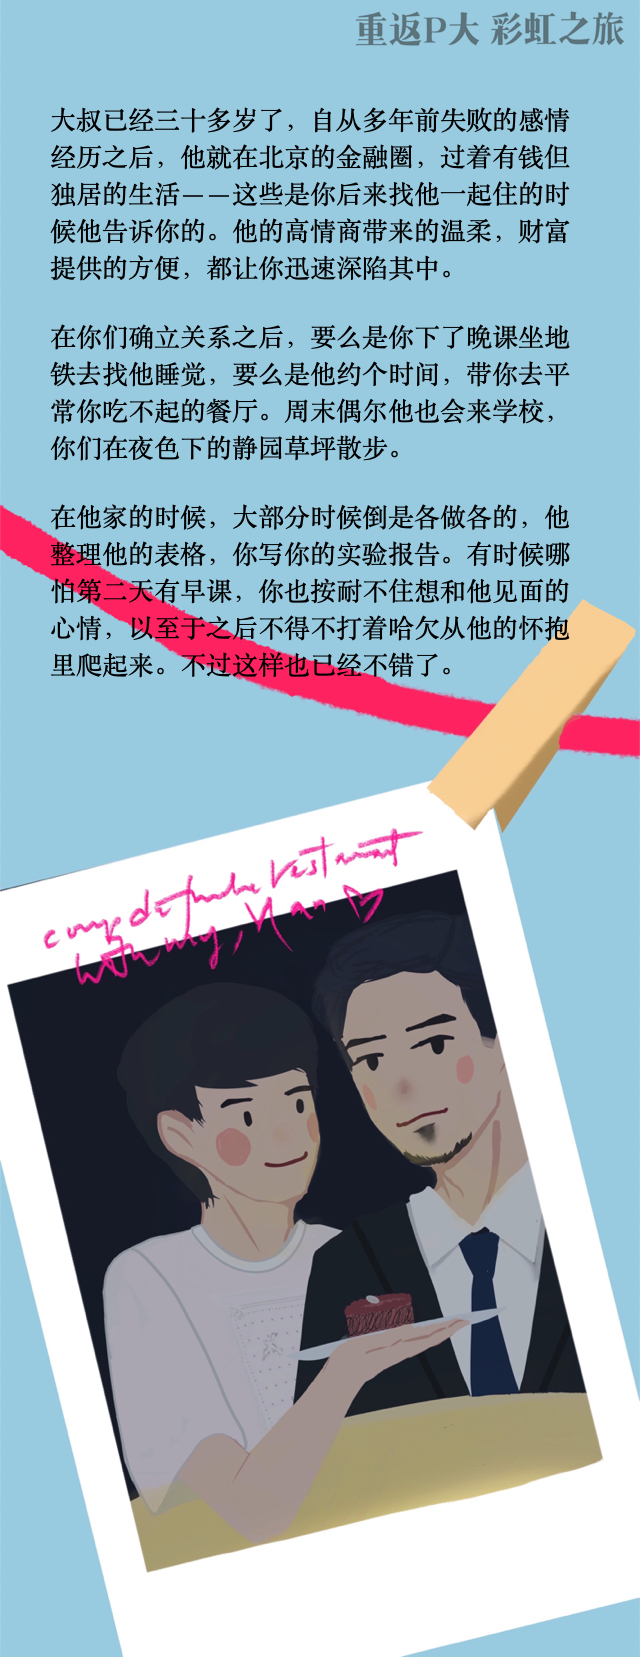 重返P大 彩虹之旅
大叔已经三十多岁了，自从多年前失败的感情
经历之后，他就在北京的金融圈，过着有钱但
独居的生活——这些是你后来找他一起住的时
候他告诉你的。他的高情商带来的温柔，财富
提供的方便，都让你迅速深陷其中。
在你们确立关系之后，要么是你下了晚课坐地
铁去找他睡觉，要么是他约个时间，带你去平
常你吃不起的餐厅。周末偶尔他也会来学校，
你们在夜色下的静园草坪散步。
在他家的时候，大部分时候倒是各做各的，他
整理他的表格，你写你的实验报告。有时候哪
怕第二天有早课，你也按耐不住想和他见面的
心情，以至于之后不得不打着哈欠从他的怀抱
里爬起来。不过这样也已经不错了。
restaurant
my, Nan